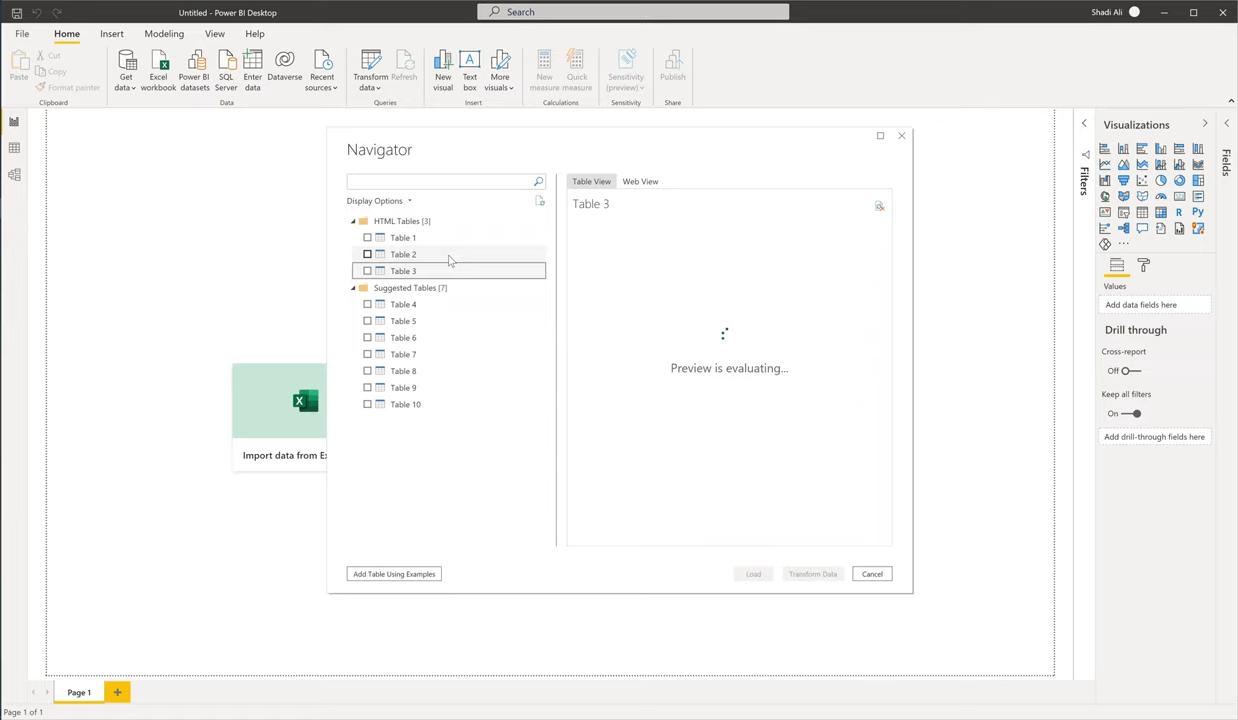 Untitled - Power BI Desktop
Search
Shadi Ali
File Home Insert Modeling View Help
Paste
Cut
Copy
Format painter
Clipboard
Get data
Excel workbook
Power BI datasets
SQL Server
Enter data
Dataverse
Recent sources
Data
Transform data
Refresh
Queries
New visual
Text box
More visuals
Insert
New measure
Quick measure
Calculations
Sensitivity (preview)
Sensitivity
Publish
Share
Navigator
Display Options
HTML Tables [3]
Table 1
Table 2
Table 3
Suggested Tables [7]
Table 4
Table 5
Table 6
Table 7
Table 8
Table 9
Table 10
Table View
Web View
Table 3
Preview is evaluating...
Add Table Using Examples
Load
Transform Data
Cancel
Import data from Ex
Filters
Visualizations
R
Py
Values
Add data fields here
Drill through
Cross-report
Off
Keep all filters
On
Add drill-through fields here
Fields
Page 1
Page 1 of 1